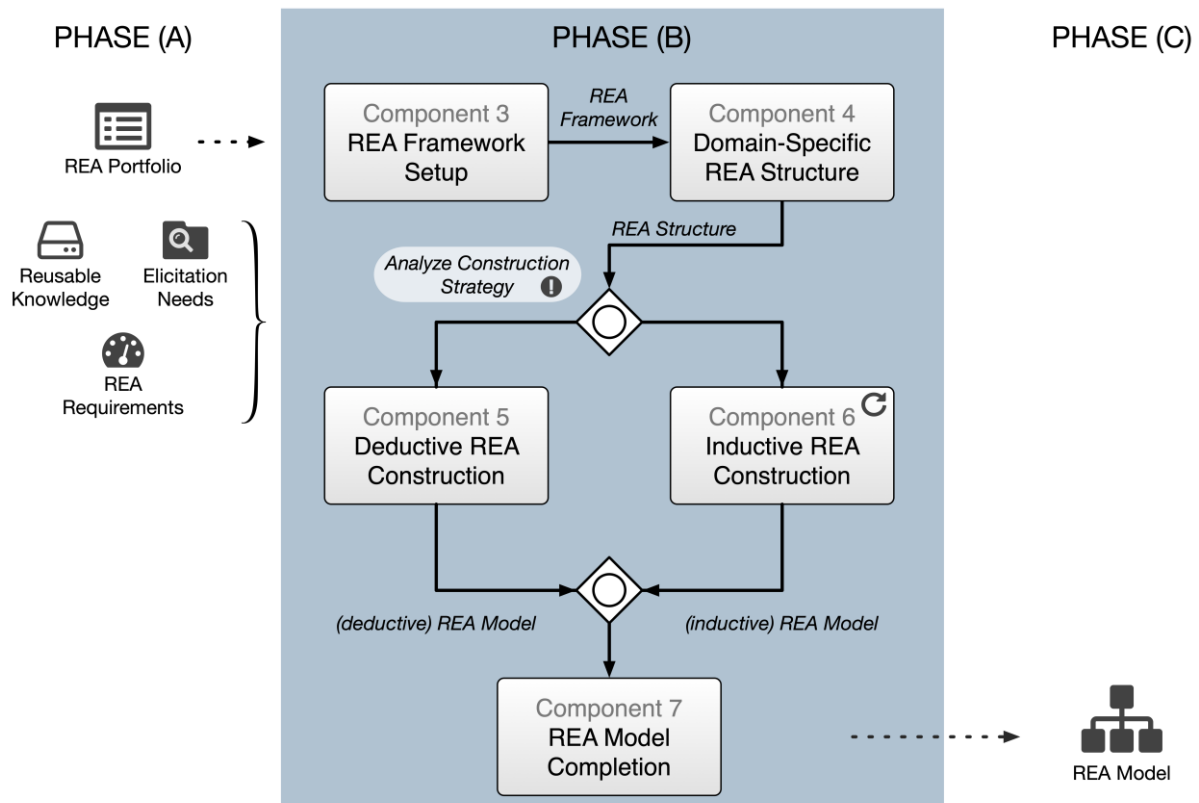 PHASE (A)
PHASE (B)
PHASE (C)
REA Portfolio
Reusable
Knowledge
Elicitation
Needs
REA
Requirements
Component 3
REA Framework
Setup
REA
Framework
Component 4
Domain-Specific
REA Structure
REA Structure
Analyze Construction
Strategy
Component 5
Deductive REA
Construction
Component 6
Inductive REA
Construction
(deductive) REA Model
(inductive) REA Model
Component 7
REA Model
Completion
REA Model